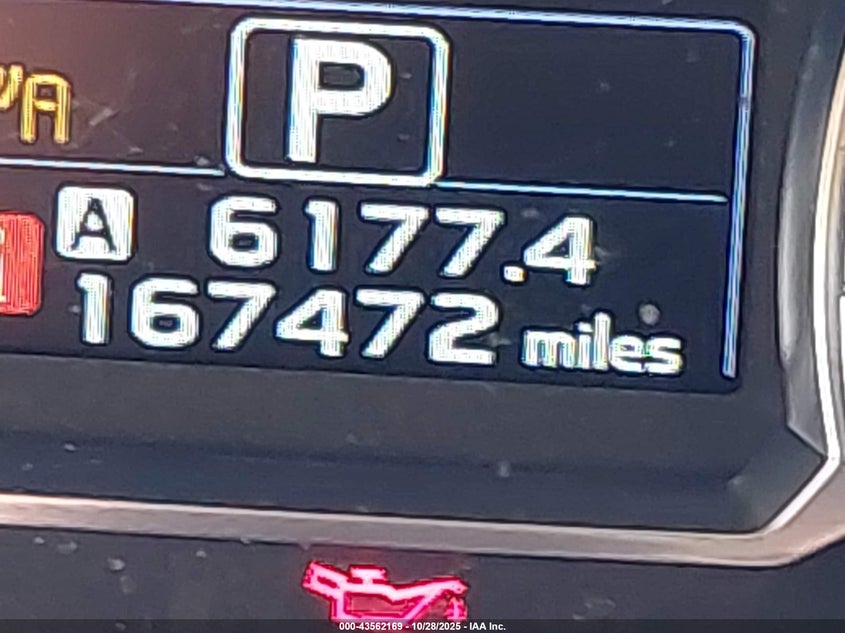 P
A 6177.4
167472 miles
000-43562169 - 10/28/2025 - IAA Inc.